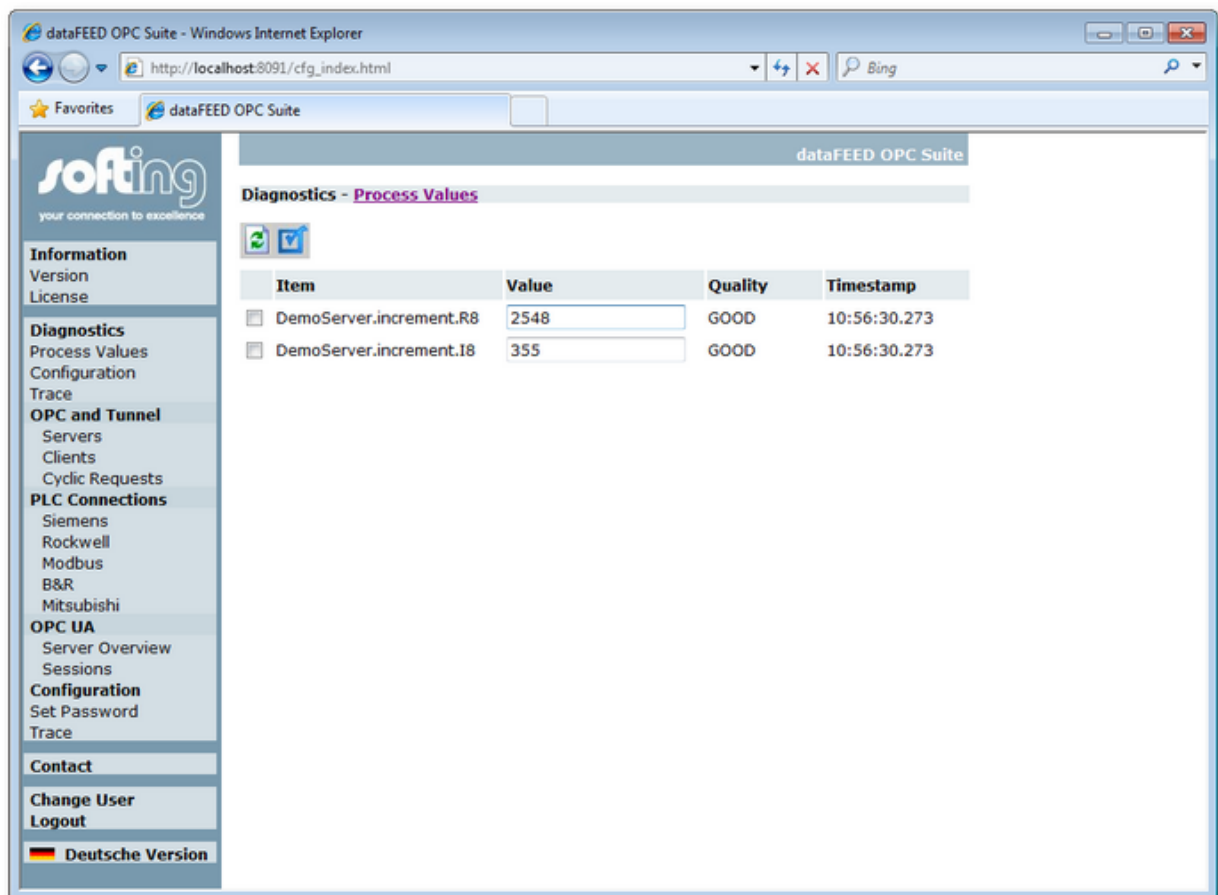 dataFEED OPC Suite - Windows Internet Explorer
http://localhost:8091/cfg_index.html
Bing
Favorites
dataFEED OPC Suite
softing
your connection to excellence
Information
Version
License
Diagnostics
Process Values
Configuration
Trace
OPC and Tunnel
Servers
Clients
Cyclic Requests
PLC Connections
Siemens
Rockwell
Modbus
B&R
Mitsubishi
OPC UA
Server Overview
Sessions
Configuration
Set Password
Trace
Contact
Change User
Logout
Deutsche Version
dataFEED OPC Suite
Diagnostics - Process Values
Item Value Quality Timestamp
DemoServer.increment.R8 2548 GOOD 10:56:30.273
DemoServer.increment.I8 355 GOOD 10:56:30.273